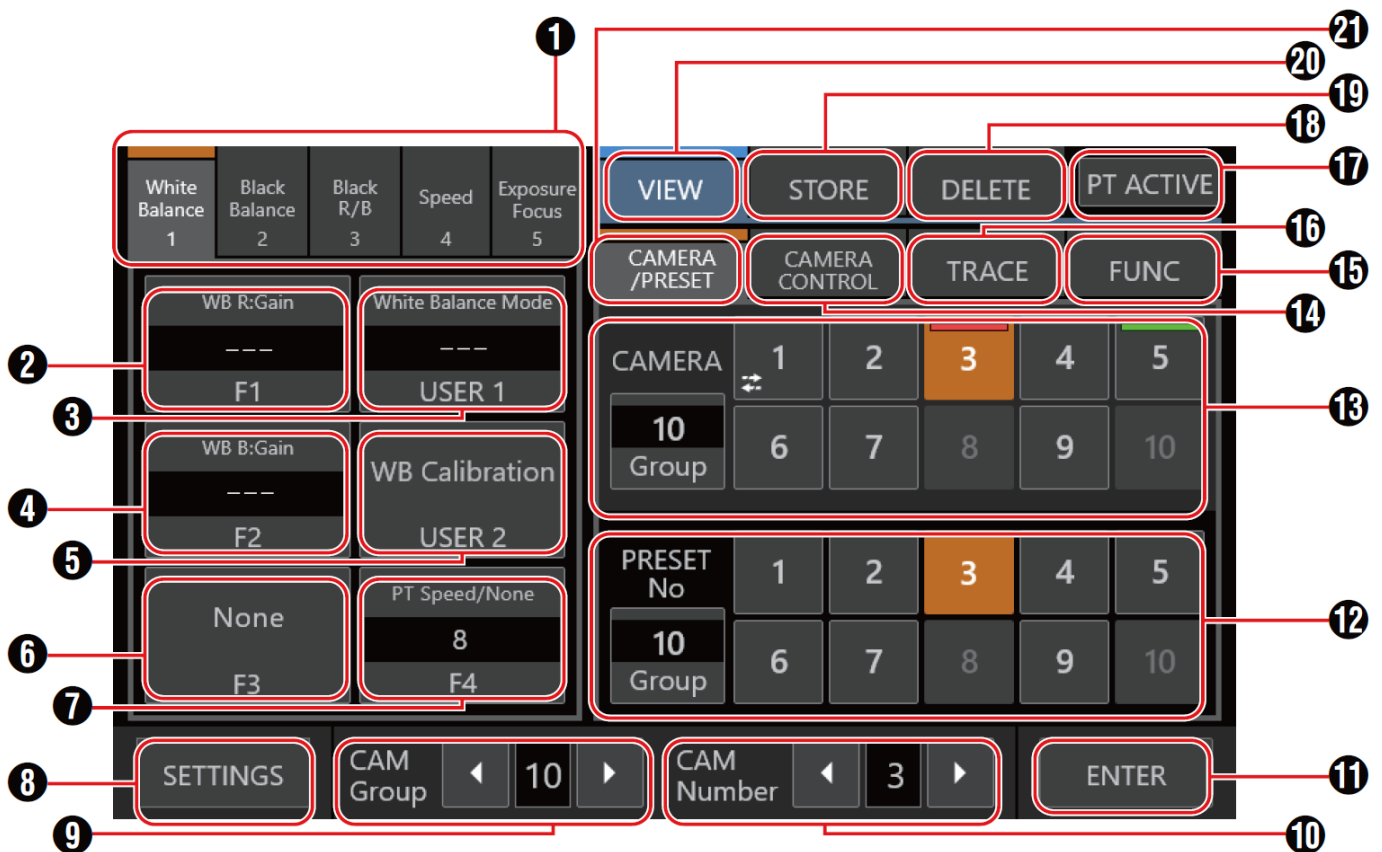 1
21
20
19
18
17
16
15
14
13
12
11
10
9
8
7
6
5
4
3
2
White Balance 1
Black Balance 2
Black R/B 3
Speed 4
Exposure Focus 5
VIEW
STORE
DELETE
PT ACTIVE
CAMERA /PRESET
CAMERA CONTROL
TRACE
FUNC
WB R:Gain
---
F1
White Balance Mode
---
USER 1
WB B:Gain
---
F2
WB Calibration
USER 2
None
F3
PT Speed/None
8
F4
CAMERA
10
Group
1 2 3 4 5
6 7 8 9 10
PRESET
No
10
Group
1 2 3 4 5
6 7 8 9 10
SETTINGS
CAM
Group
10
CAM
Number
3
ENTER